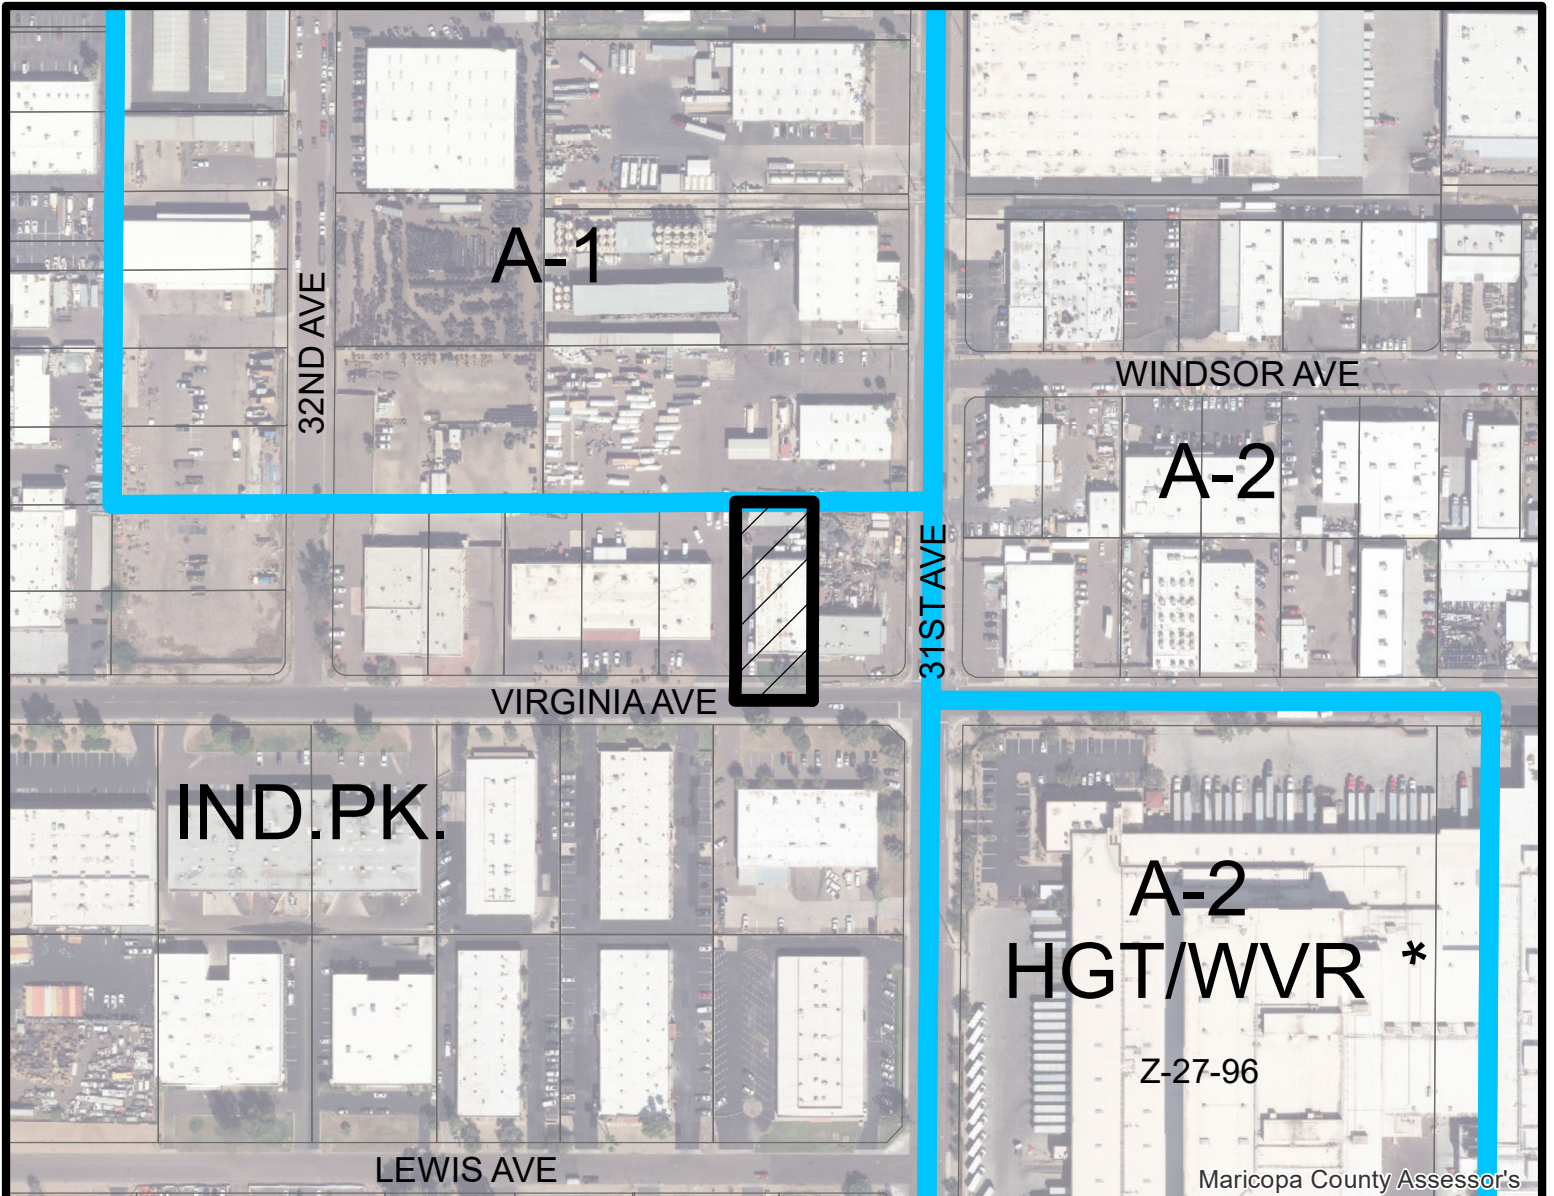 A-1
32ND AVE
WINDSOR AVE
A-2
31ST AVE
VIRGINIA AVE
IND.PK.
A-2
HGT/WVR *
Z-27-96
LEWIS AVE
Maricopa County Assessor's